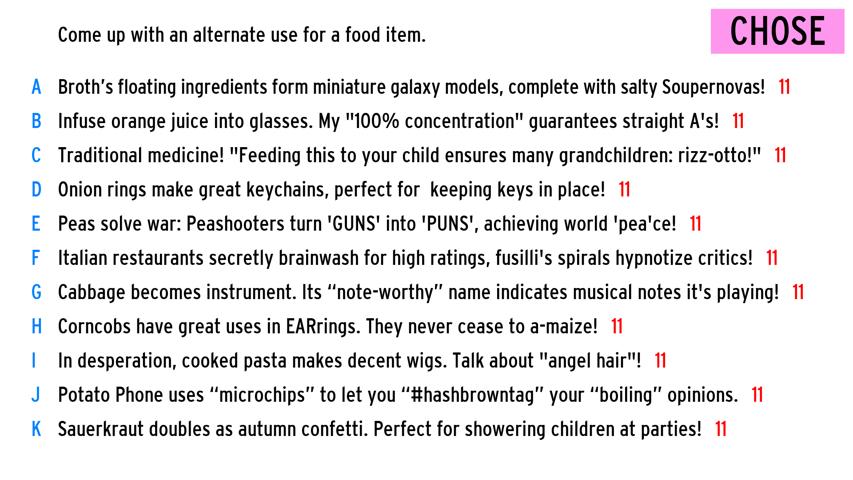 Come up with an alternate use for a food item.
CHOSE
A Broth's floating ingredients form miniature galaxy models, complete with salty Soupernovas! 11
B Infuse orange juice into glasses. My "100% concentration" guarantees straight A's! 11
C Traditional medicine! "Feeding this to your child ensures many grandchildren: rizz-otto!" 11
D Onion rings make great keychains, perfect for  keeping keys in place! 11
E Peas solve war: Peashooters turn 'GUNS' into 'PUNS', achieving world 'pea'ce! 11
F Italian restaurants secretly brainwash for high ratings, fusilli's spirals hypnotize critics! 11
G Cabbage becomes instrument. Its “note-worthy” name indicates musical notes it's playing! 11
H Corncobs have great uses in EARrings. They never cease to a-maize! 11
I In desperation, cooked pasta makes decent wigs. Talk about "angel hair"! 11
J Potato Phone uses “microchips” to let you “#hashbrowntag” your “boiling” opinions. 11
K Sauerkraut doubles as autumn confetti. Perfect for showering children at parties! 11